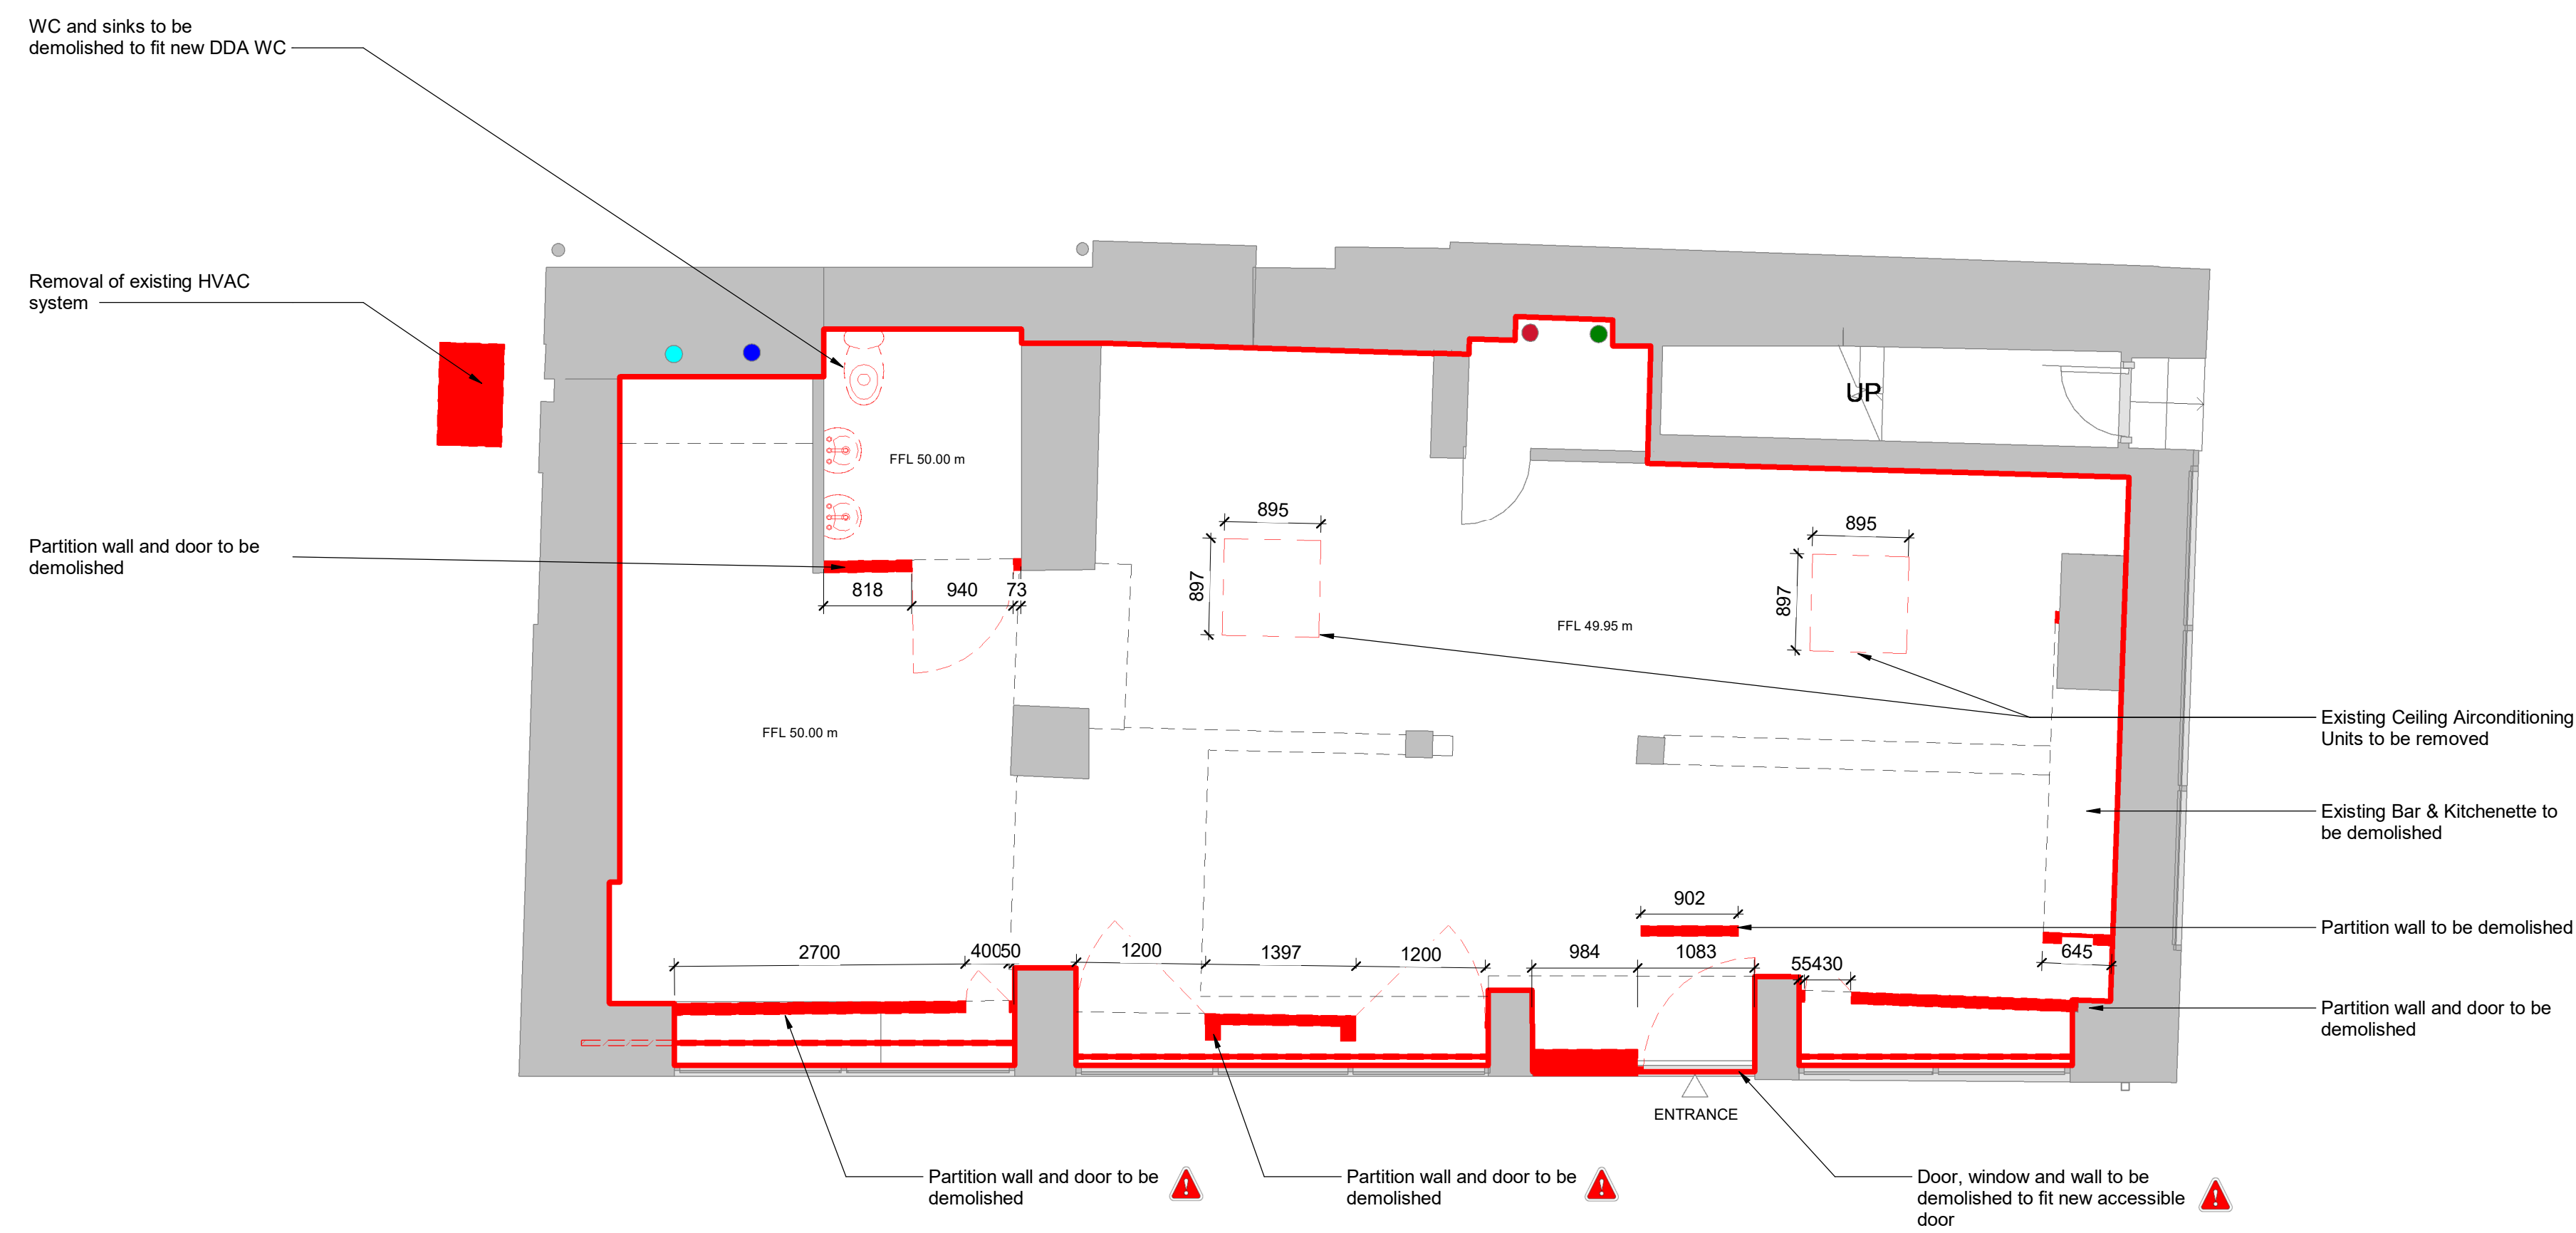 WC and sinks to be
demolished to fit new DDA WC
Removal of existing HVAC
system
UP
FFL 50.00 m
895
895
Partition wall and door to be
demolished
897
897
818
940
73
FFL 49.95 m
FFL 50.00 m
Existing Ceiling Airconditioning
Units to be removed
Existing Bar & Kitchenette to
be demolished
902
Partition wall to be demolished
2700
400
50
1200
1397
1200
984
1083
55
430
645
Partition wall and door to be
demolished
ENTRANCE
Partition wall and door to be
demolished
Partition wall and door to be
demolished
Door, window and wall to be
demolished to fit new accessible
door